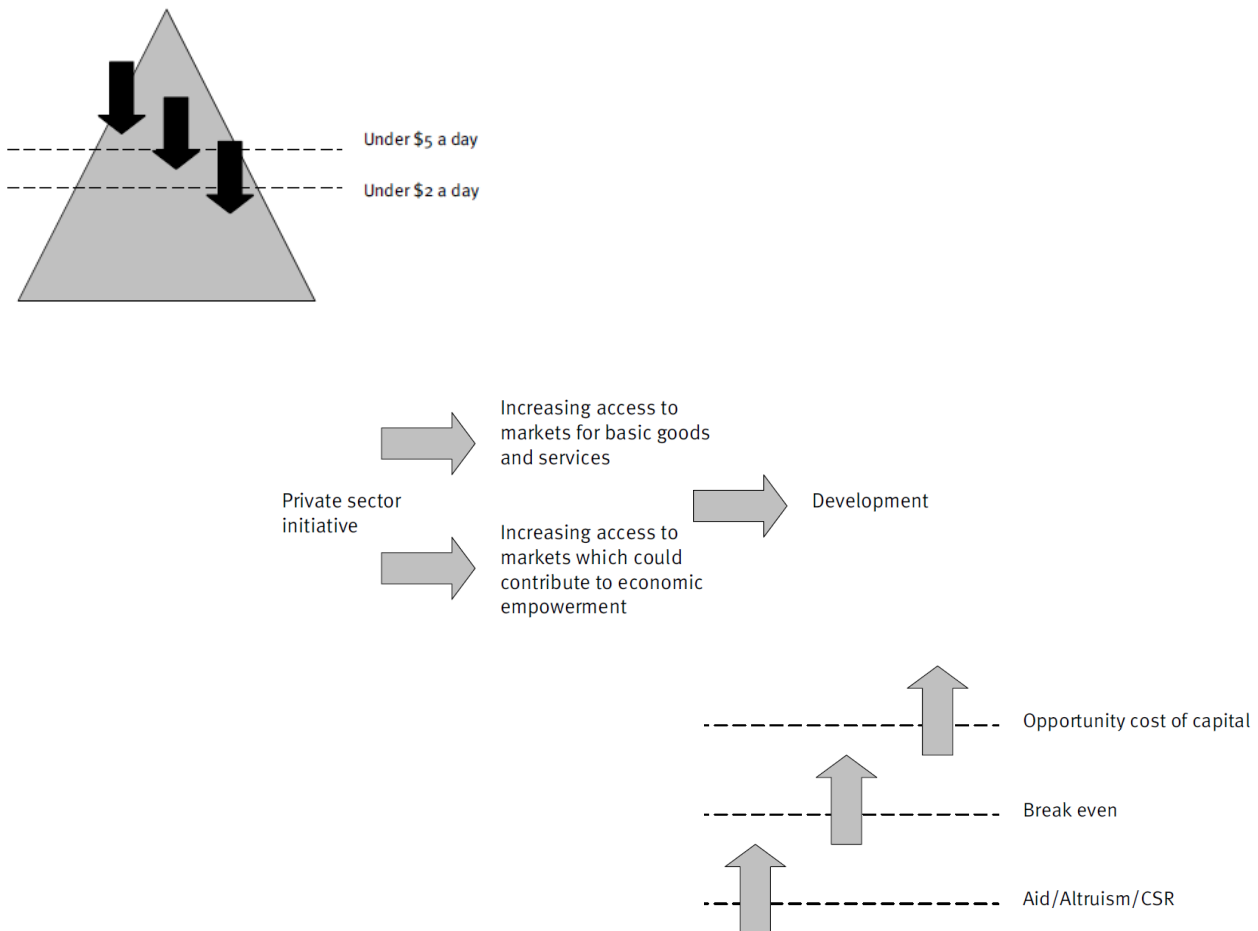 Under $5 a day
Under $2 a day
Increasing access to
markets for basic goods
and services
Private sector
initiative
Development
Increasing access to
markets which could
contribute to economic
empowerment
Opportunity cost of capital
Break even
Aid/Altruism/CSR